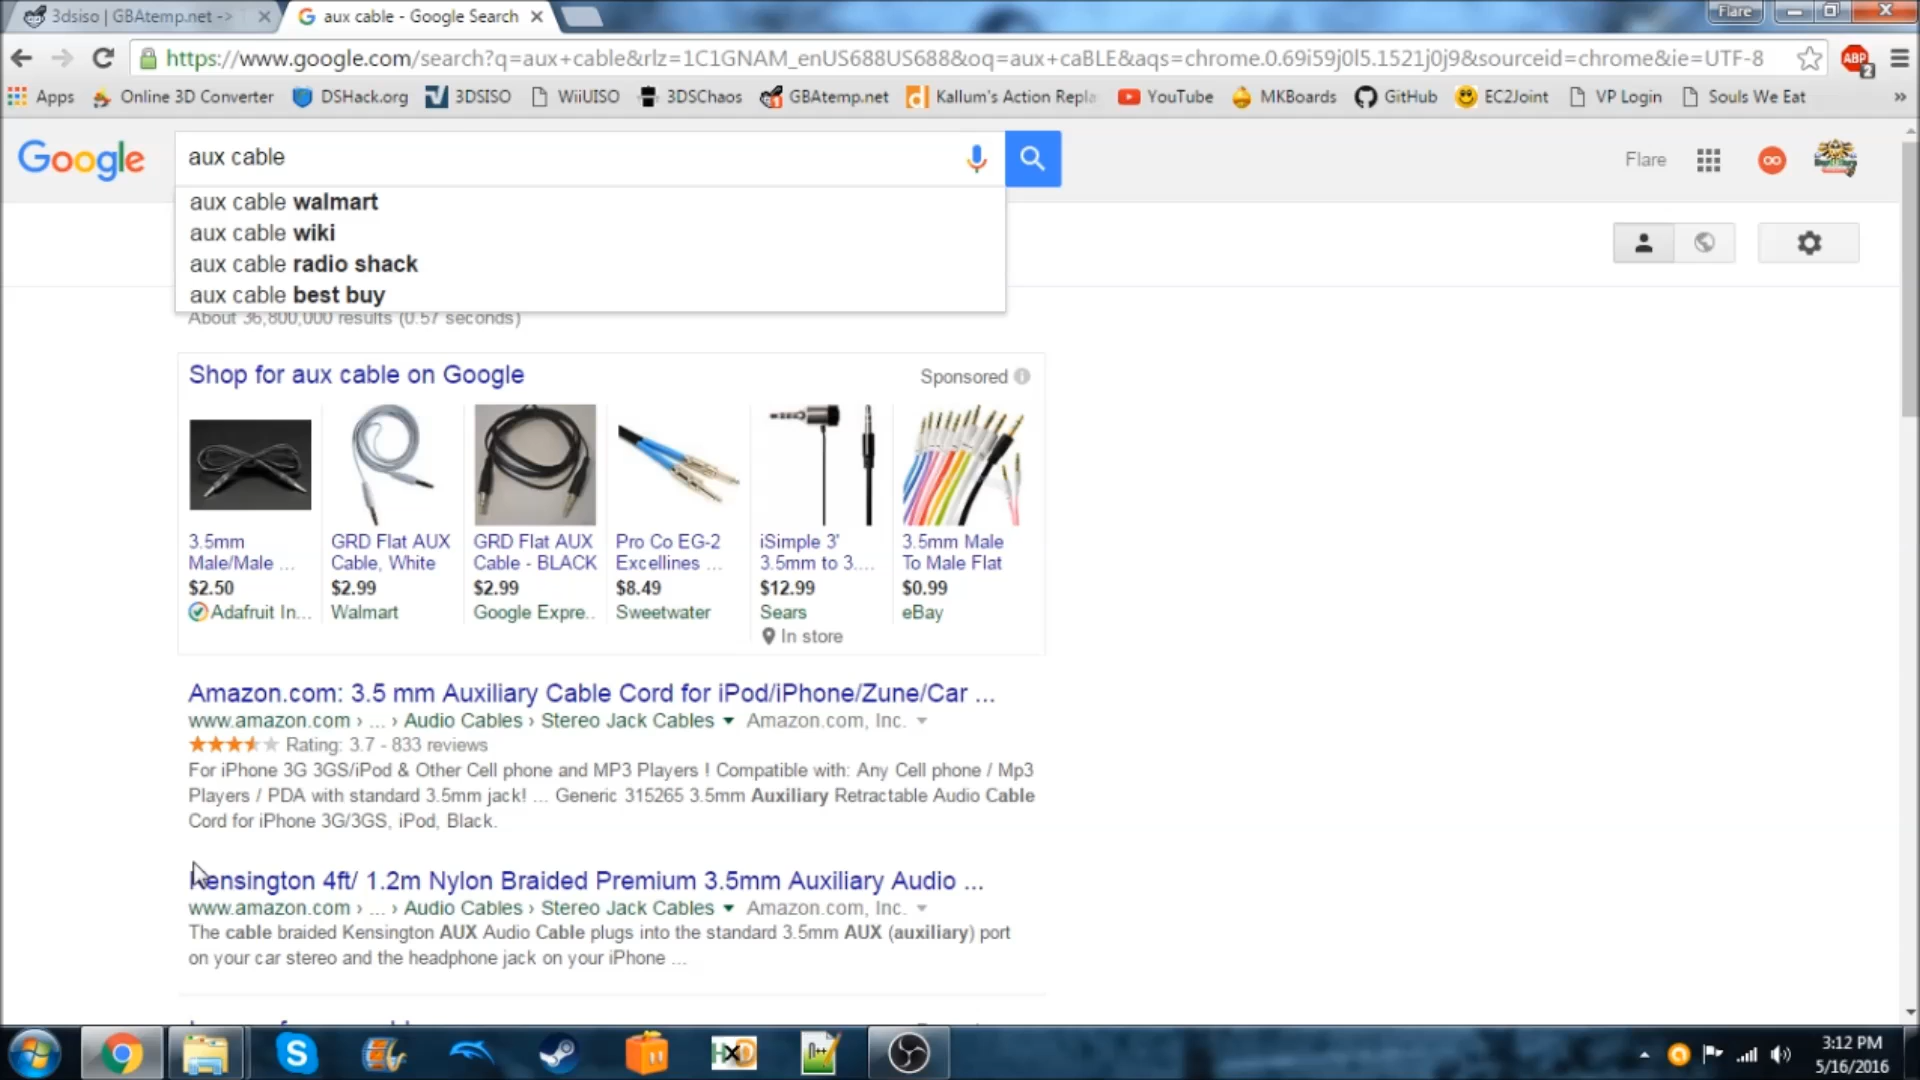 3dsiso | GBAtemp.net ->
aux cable - Google Search
Flare
https://www.google.com/search?q=aux+cable&rlz=1C1GNAM_enUS688US688&oq=aux+caBLE&aqs=chrome.0.69i59j0l5.1521j0j9&sourceid=chrome&ie=UTF-8
ABP
2
Apps
Online 3D Converter
DSHack.org
3DSISO
WiiUISO
3DSChaos
GBAtemp.net
Kallum's Action Repla
YouTube
MKBoards
GitHub
EC2Joint
VP Login
Souls We Eat
»
Google
aux cable
Flare
aux cable walmart
aux cable wiki
aux cable radio shack
aux cable best buy
About 36,800,000 results (0.57 seconds)
Shop for aux cable on Google
Sponsored
3.5mm
Male/Male ...
$2.50
Adafruit In...
GRD Flat AUX
Cable, White
$2.99
Walmart
GRD Flat AUX
Cable - BLACK
$2.99
Google Expre..
Pro Co EG-2
Excellines ...
$8.49
Sweetwater
iSimple 3'
3.5mm to 3....
$12.99
Sears
In store
3.5mm Male
To Male Flat
$0.99
eBay
Amazon.com: 3.5 mm Auxiliary Cable Cord for iPod/iPhone/Zune/Car ...
www.amazon.com › ... › Audio Cables › Stereo Jack Cables ▾ Amazon.com, Inc. ▾
Rating: 3.7 - 833 reviews
For iPhone 3G 3GS/iPod & Other Cell phone and MP3 Players ! Compatible with: Any Cell phone / Mp3
Players / PDA with standard 3.5mm jack! ... Generic 315265 3.5mm Auxiliary Retractable Audio Cable
Cord for iPhone 3G/3GS, iPod, Black.
Kensington 4ft/ 1.2m Nylon Braided Premium 3.5mm Auxiliary Audio ...
www.amazon.com › ... › Audio Cables › Stereo Jack Cables ▾ Amazon.com, Inc. ▾
The cable braided Kensington AUX Audio Cable plugs into the standard 3.5mm AUX (auxiliary) port
on your car stereo and the headphone jack on your iPhone ...
3:12 PM
5/16/2016